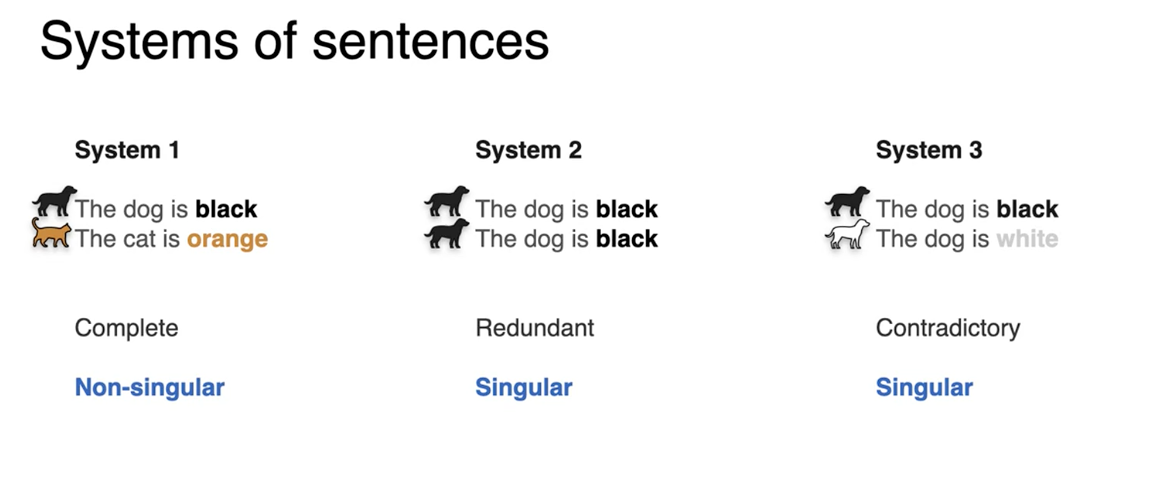 Systems of sentences
System 1
The dog is black
The cat is orange
Complete
Non-singular
System 2
The dog is black
The dog is black
Redundant
Singular
System 3
The dog is black
The dog is white
Contradictory
Singular